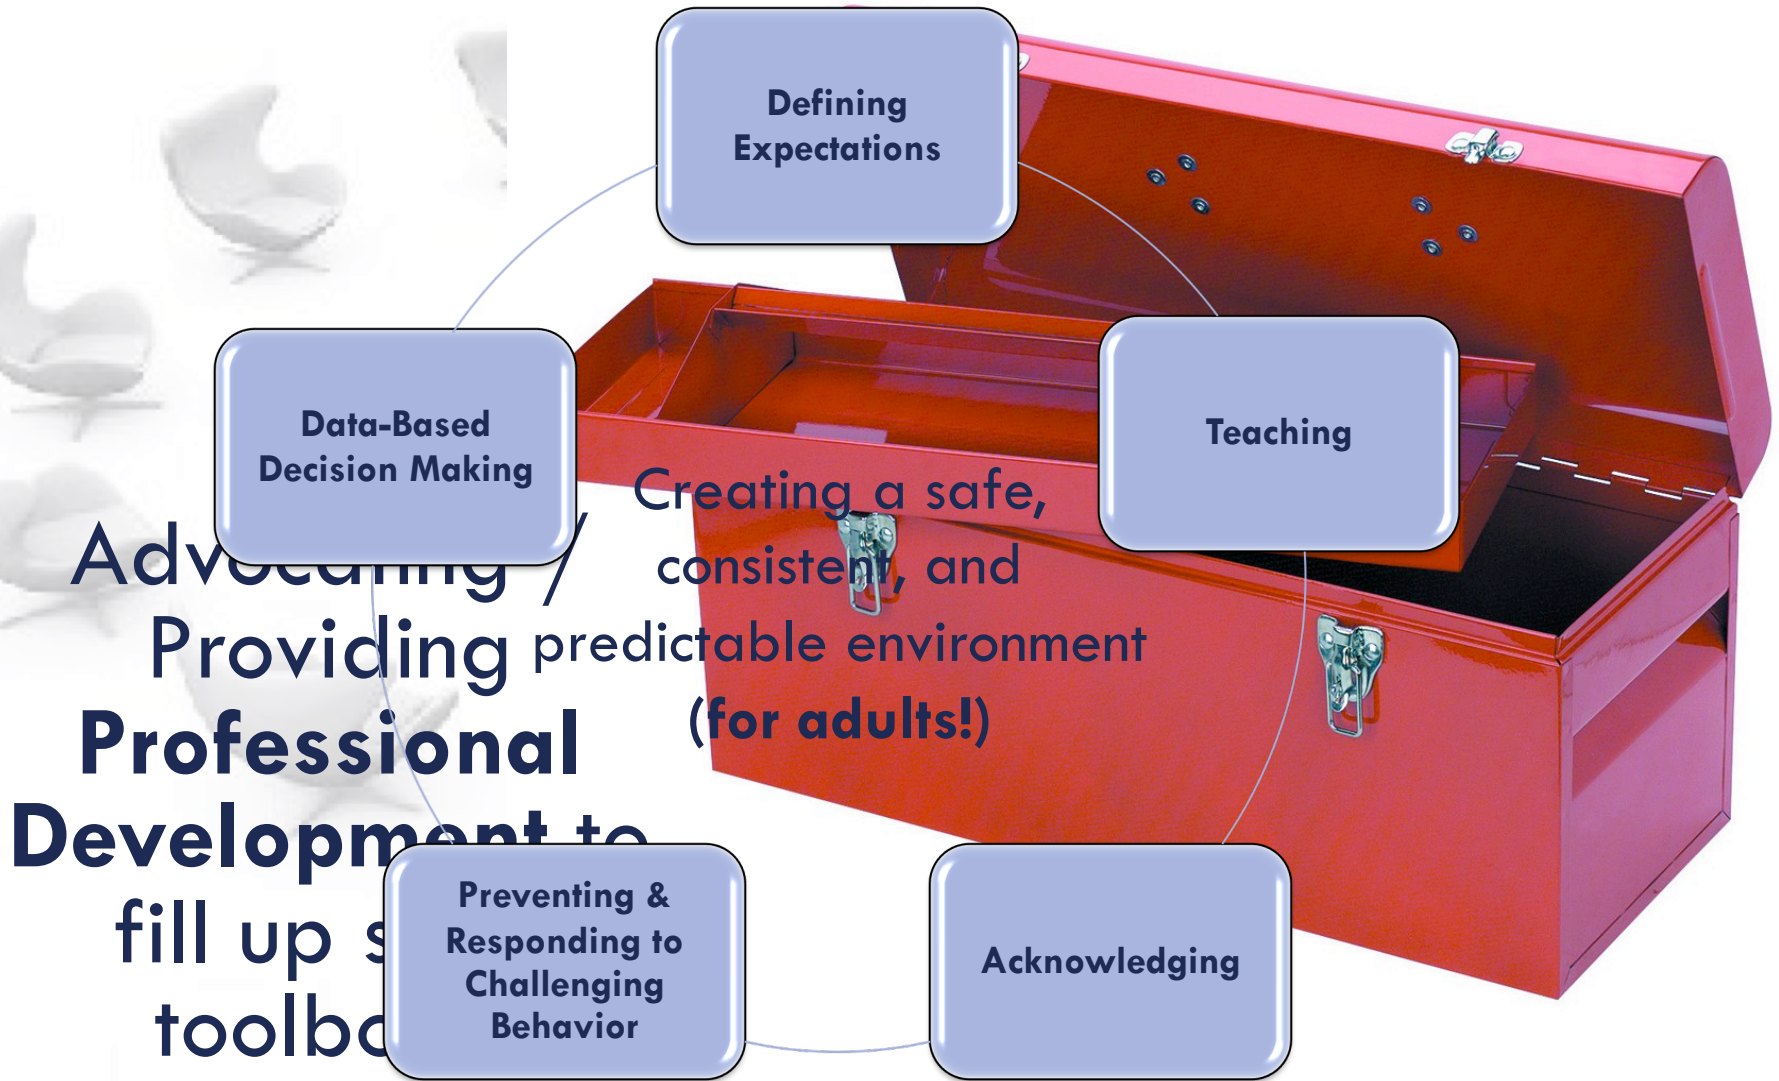 Defining
Expectations
Data-Based
Decision Making
Teaching
Creating a safe,
consistent, and
predictable environment
(for adults!)
Advocating /
Providing
Professional
Development to
fill up
Preventing &
Responding to
Challenging
Behavior
Acknowledging